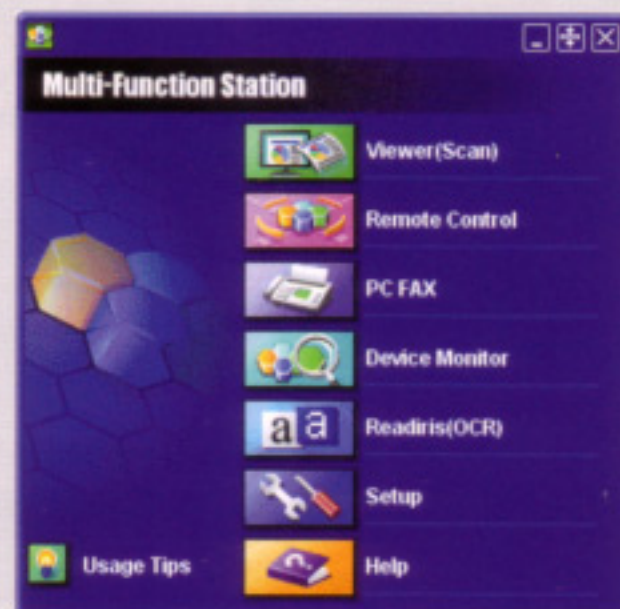 Multi-Function Station
Viewer(Scan)
Remote Control
PC FAX
Device Monitor
a a
Readiris(OCR)
Setup
Usage Tips
Help